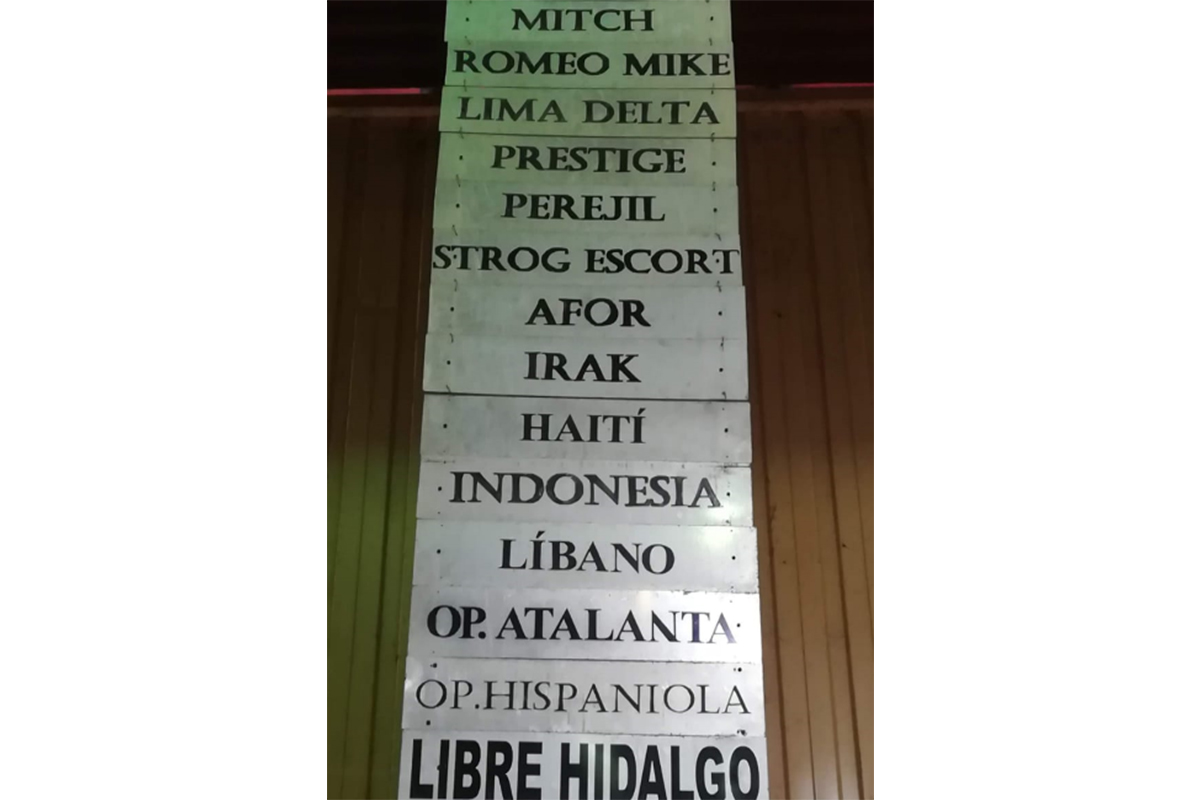 MITCH
ROMEO MIKE
LIMA DELTA
PRESTIGE
PEREJIL
STROG ESCORT
AFOR
IRAK
HAITÍ
INDONESIA
LÍBANO
OP. ATALANTA
OP.HISPANIOLA
LIBRE HIDALGO